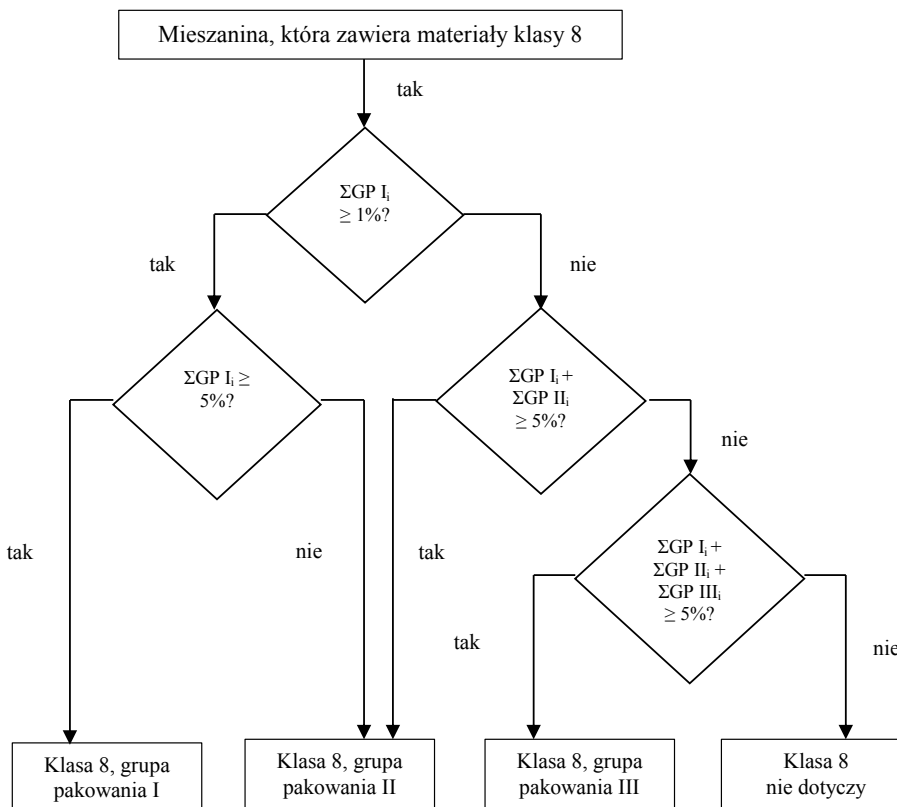 Mieszanina, która zawiera materiały klasy 8
tak
ΣGP Iᵢ
≥ 1%?
tak
nie
ΣGP Iᵢ ≥
5%?
ΣGP Iᵢ +
ΣGP IIᵢ
≥ 5%?
nie
tak
nie
tak
ΣGP Iᵢ +
ΣGP IIᵢ +
ΣGP IIIᵢ
≥ 5%?
tak
nie
Klasa 8, grupa
pakowania I
Klasa 8, grupa
pakowania II
Klasa 8, grupa
pakowania III
Klasa 8
nie dotyczy